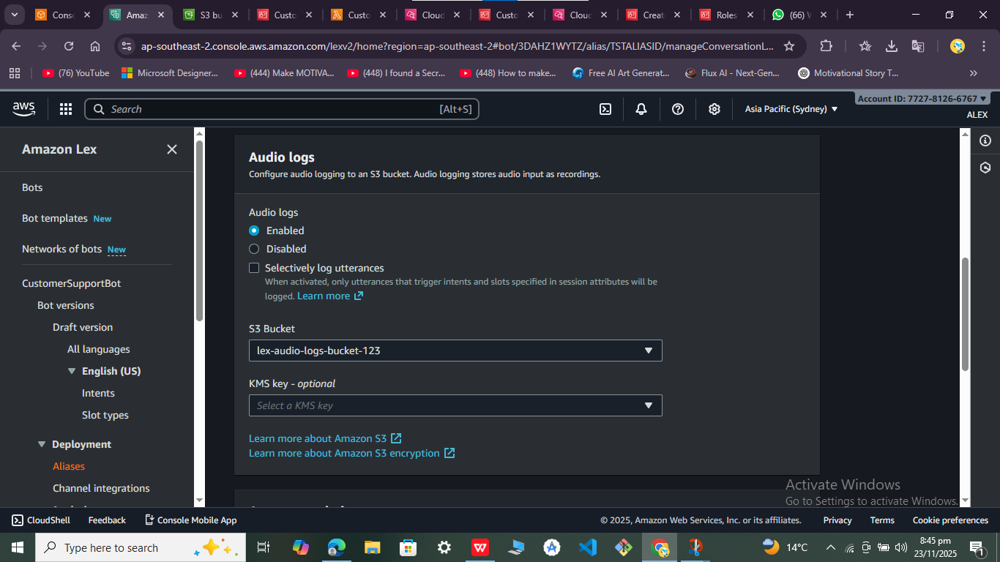 Conso
Amaz
S3 bu
Custo
Custo
Cloud
Custo
Cloud
Create
Roles
(66) V
ap-southeast-2.console.aws.amazon.com/lexv2/home?region=ap-southeast-2#bot/3DAHZ1WYTZ/alias/TSTALIASID/manageConversationL...
(76) YouTube
Microsoft Designer...
(444) Make MOTIVA...
(448) I found a Secr...
(448) How to make...
Free AI Art Generat...
Flux AI - Next-Gen...
Motivational Story T...
aws
Search
[Alt+S]
Asia Pacific (Sydney)
Account ID: 7727-8126-6767
ALEX
Amazon Lex
Bots
Bot templates New
Networks of bots New
CustomerSupportBot
Bot versions
Draft version
All languages
English (US)
Intents
Slot types
Deployment
Aliases
Channel integrations
Audio logs
Configure audio logging to an S3 bucket. Audio logging stores audio input as recordings.
Audio logs
Enabled
Disabled
Selectively log utterances
When activated, only utterances that trigger intents and slots specified in session attributes will be
logged. Learn more
S3 Bucket
lex-audio-logs-bucket-123
KMS key - optional
Select a KMS key
Learn more about Amazon S3
Learn more about Amazon S3 encryption
Activate Windows
Go to Settings to activate Windows.
CloudShell
Feedback
Console Mobile App
© 2025, Amazon Web Services, Inc. or its affiliates.
Privacy
Terms
Cookie preferences
Type here to search
14°C
8:45 pm
23/11/2025
1